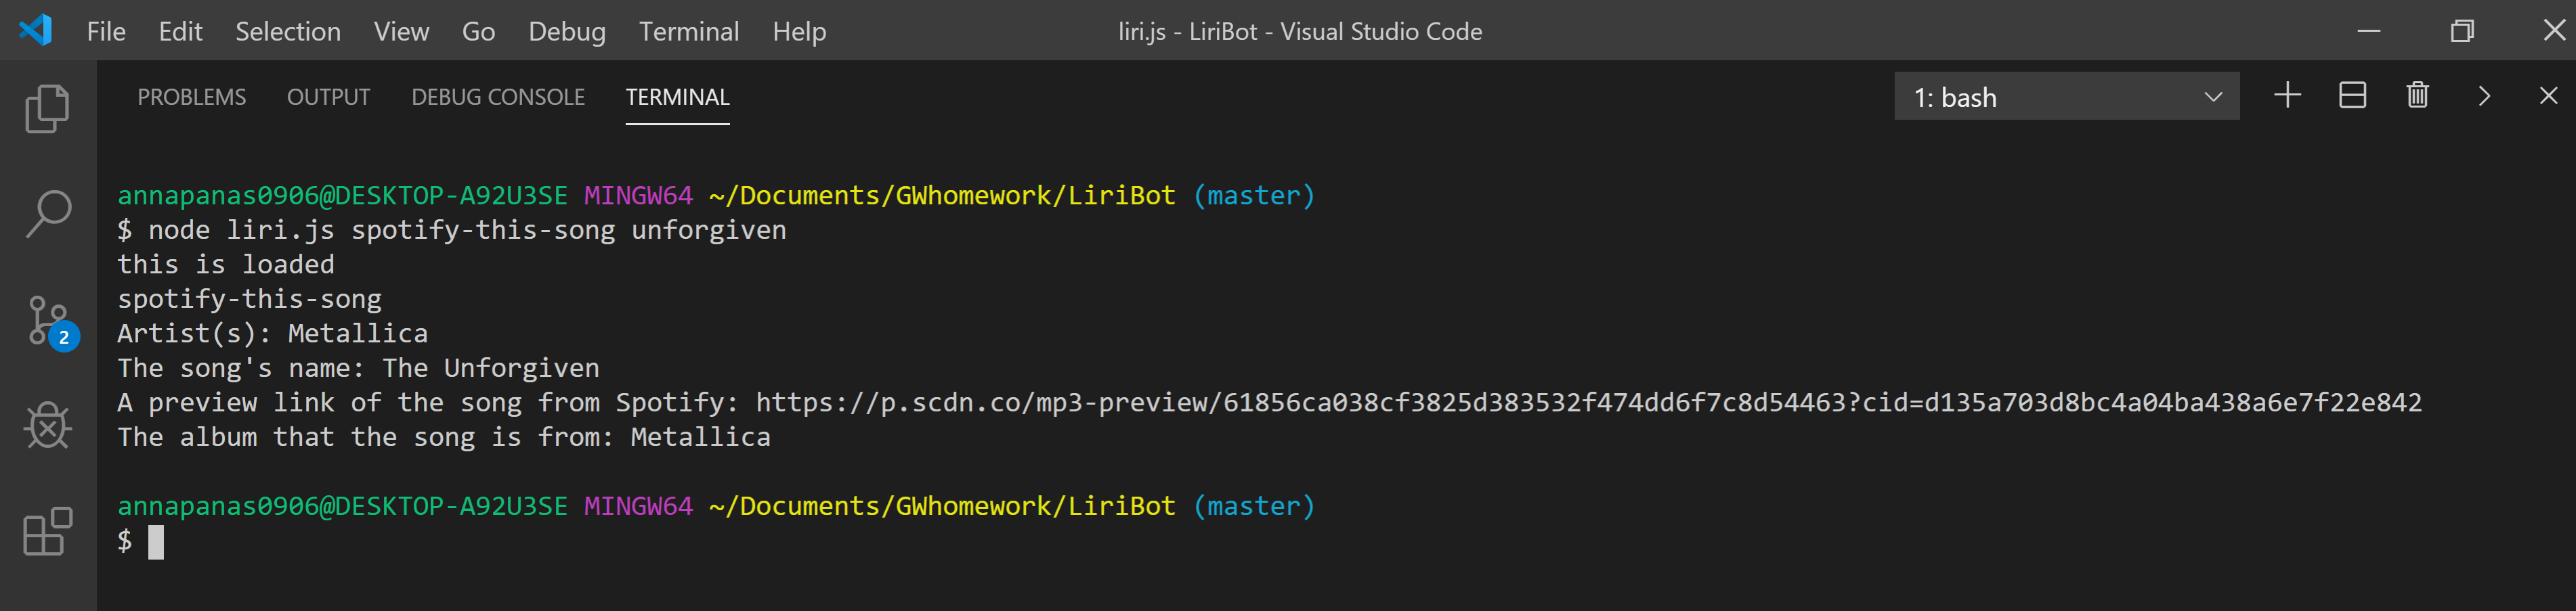 File Edit Selection View Go Debug Terminal Help liri.js - LiriBot - Visual Studio Code
PROBLEMS OUTPUT DEBUG CONSOLE TERMINAL 1: bash
annapanas0906@DESKTOP-A92U3SE MINGW64 ~/Documents/GWhomework/LiriBot (master)
$ node liri.js spotify-this-song unforgiven
this is loaded
spotify-this-song
Artist(s): Metallica
The song's name: The Unforgiven
A preview link of the song from Spotify: https://p.scdn.co/mp3-preview/61856ca038cf3825d383532f474dd6f7c8d54463?cid=d135a703d8bc4a04ba438a6e7f22e842
The album that the song is from: Metallica
annapanas0906@DESKTOP-A92U3SE MINGW64 ~/Documents/GWhomework/LiriBot (master)
$
2